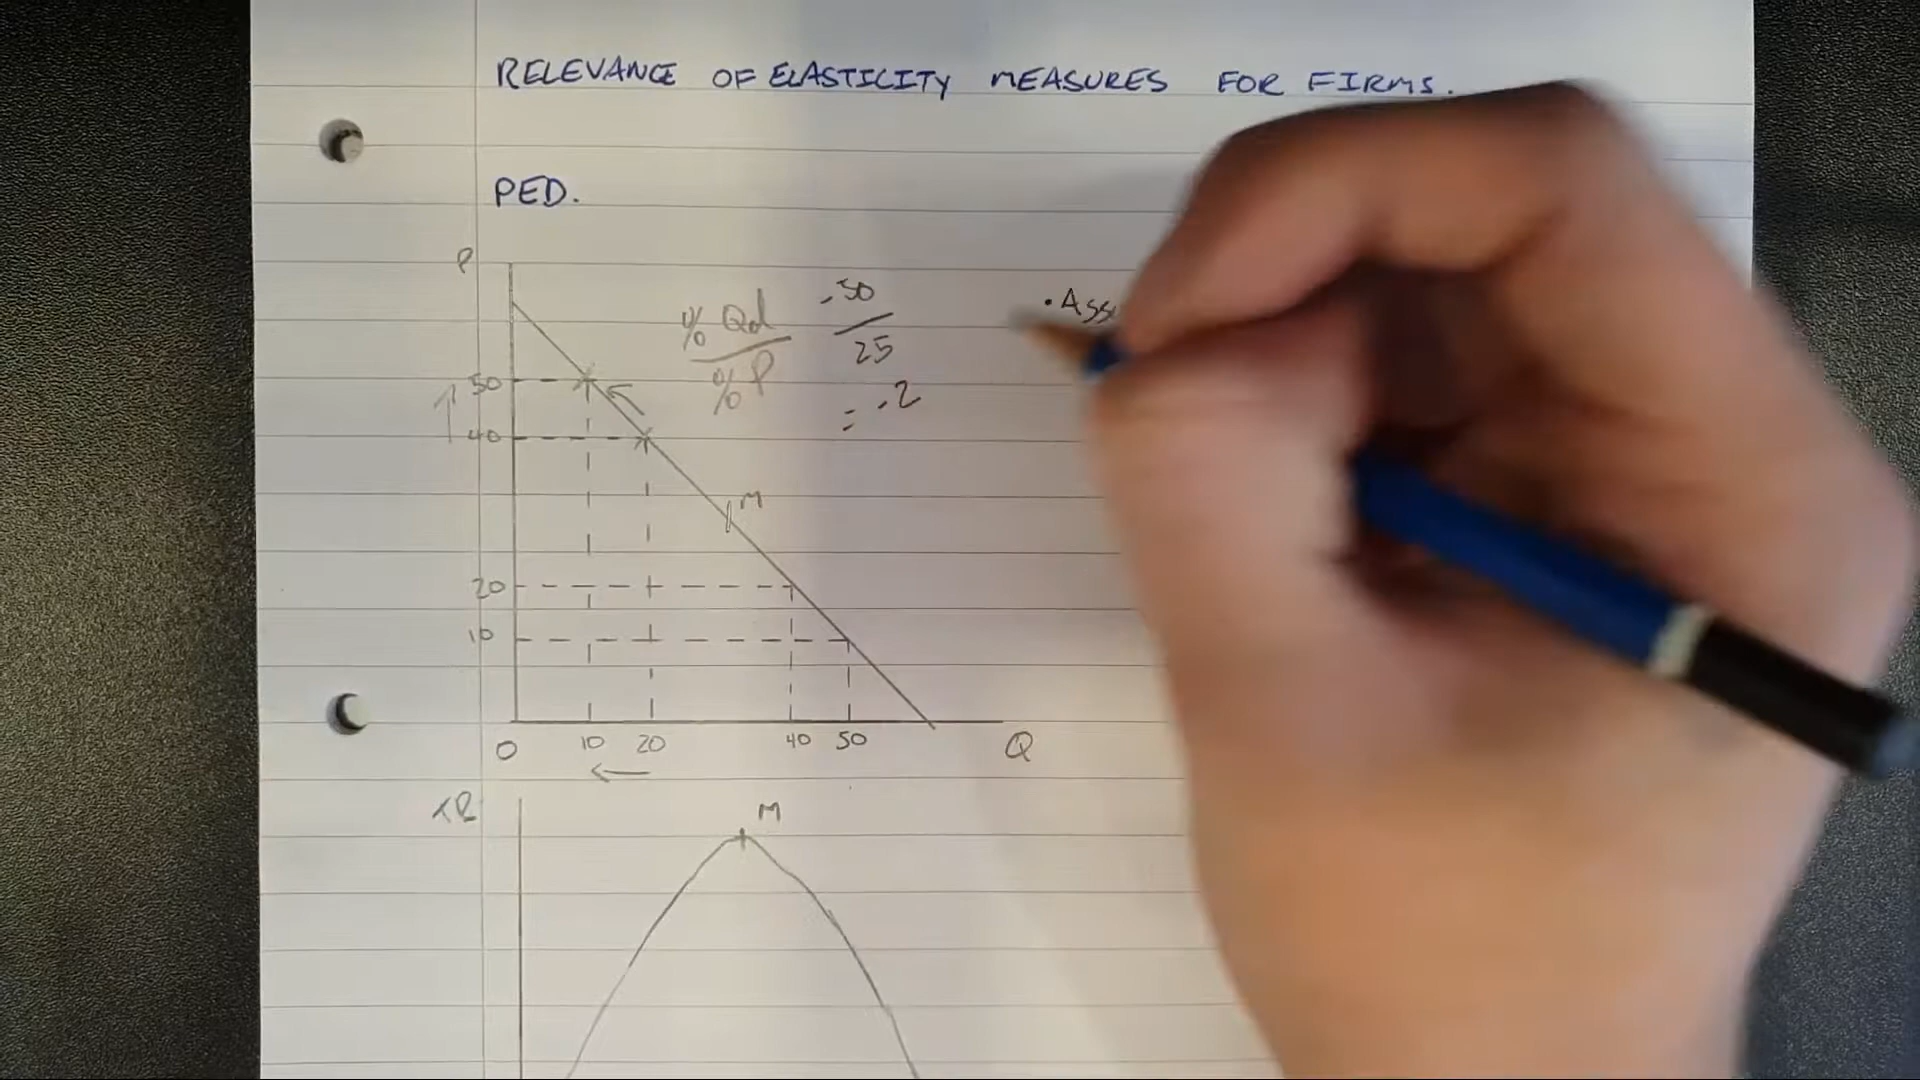 RELEVANCE OF ELASTICITY MEASURES FOR FIRMS.
PED.
P
% Qd
% P
-50
25
= -2
50
40
M
20
10
0 10 20 40 50 Q
TR
M